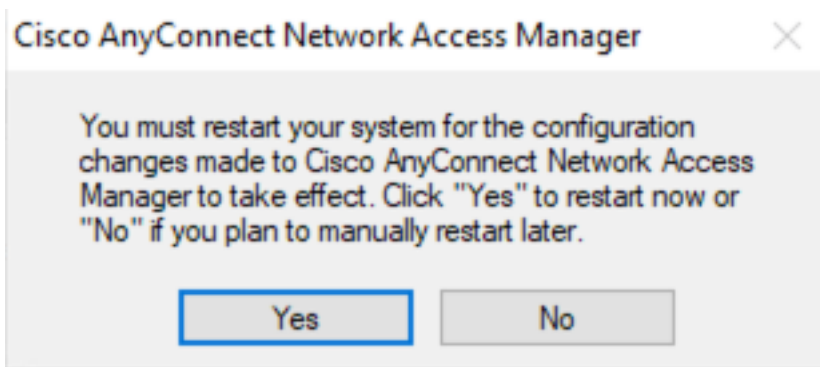 Cisco AnyConnect Network Access Manager
You must restart your system for the configuration
changes made to Cisco AnyConnect Network Access
Manager to take effect. Click "Yes" to restart now or
"No" if you plan to manually restart later.
Yes No